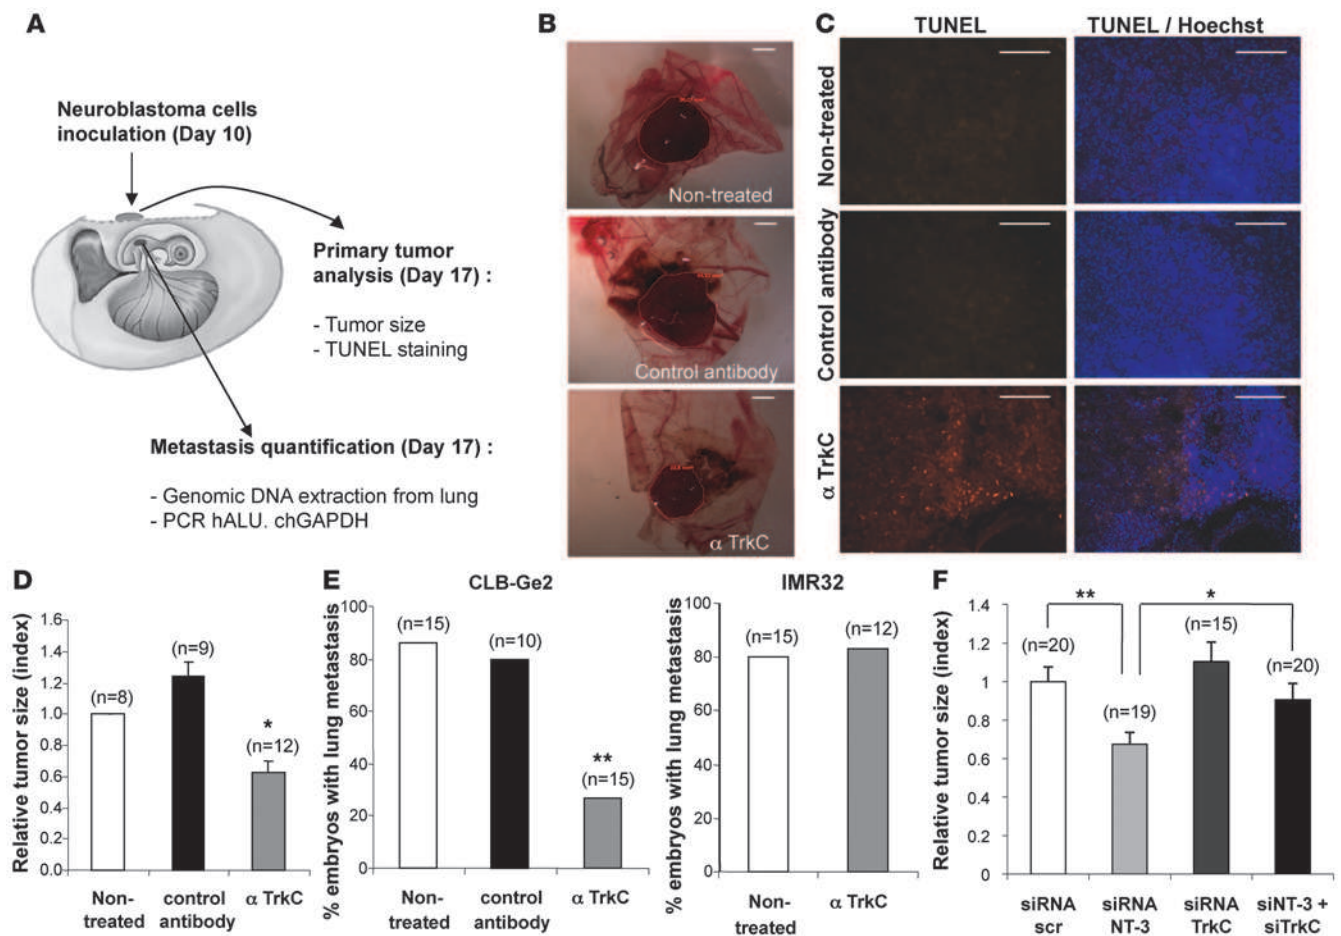 A
Neuroblastoma cells
inoculation (Day 10)
Primary tumor
analysis (Day 17) :
- Tumor size
- TUNEL staining
Metastasis quantification (Day 17) :
- Genomic DNA extraction from lung
- PCR hALU. chGAPDH
B
Non-treated
Control antibody
α TrkC
C
TUNEL
TUNEL / Hoechst
Non-treated
Control antibody
α TrkC
D
Relative tumor size (index)
1.6
1.4
1.2
1.0
0.8
0.6
0.4
0.2
0.0
(n=8)
(n=9)
*
(n=12)
Non-
treated
control
antibody
α TrkC
E
CLB-Ge2
% embryos with lung metastasis
100
80
60
40
20
0
(n=15)
(n=10)
**
(n=15)
Non-
treated
control
antibody
α TrkC
IMR32
% embryos with lung metastasis
100
80
60
40
20
0
(n=15)
(n=12)
Non-
treated
α TrkC
F
Relative tumor size (index)
1.4
1.2
1
0.8
0.6
0.4
0.2
0
**
*
(n=20)
(n=19)
(n=15)
(n=20)
siRNA
scr
siRNA
NT-3
siRNA
TrkC
siNT-3 +
siTrkC